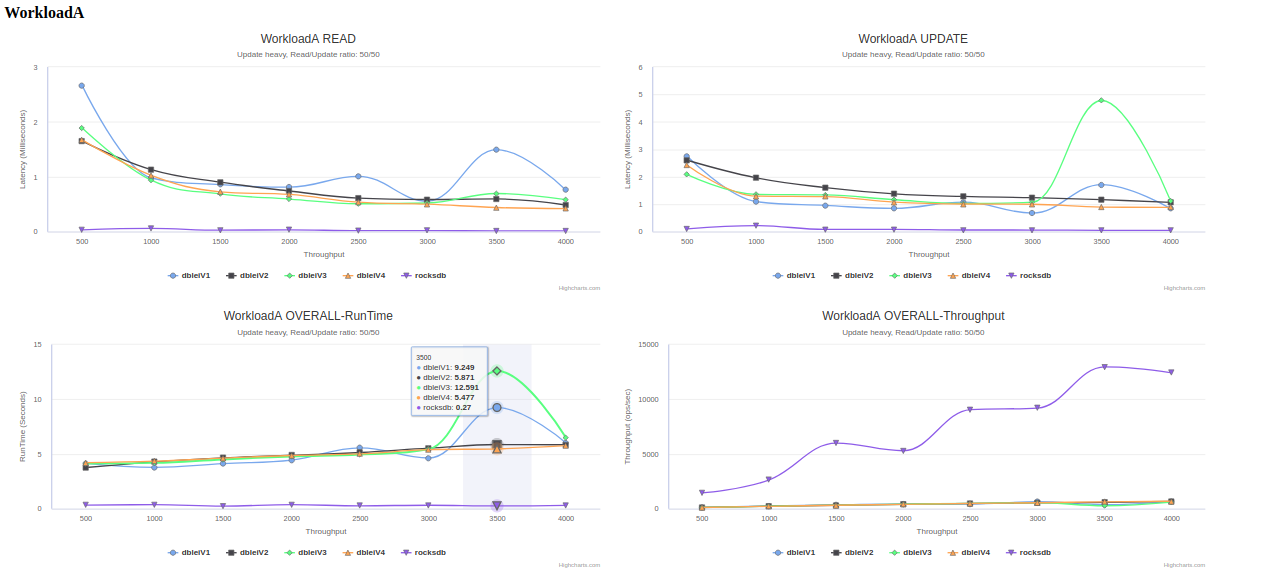 WorkloadA
WorkloadA READ
Update heavy, Read/Update ratio: 50/50
Latency (Milliseconds)
3
2
1
0
500 1000 1500 2000 2500 3000 3500 4000
Throughput
dbleiV1 dbleiV2 dbleiV3 dbleiV4 rocksdb
Highcharts.com
WorkloadA UPDATE
Update heavy, Read/Update ratio: 50/50
Latency (Milliseconds)
6
5
4
3
2
1
0
500 1000 1500 2000 2500 3000 3500 4000
Throughput
dbleiV1 dbleiV2 dbleiV3 dbleiV4 rocksdb
Highcharts.com
WorkloadA OVERALL-RunTime
Update heavy, Read/Update ratio: 50/50
RunTime (Seconds)
15
10
5
0
3500
dbleiV1: 9.249
dbleiV2: 5.871
dbleiV3: 12.591
dbleiV4: 5.477
rocksdb: 0.27
500 1000 1500 2000 2500 3000 3500 4000
Throughput
dbleiV1 dbleiV2 dbleiV3 dbleiV4 rocksdb
Highcharts.com
WorkloadA OVERALL-Throughput
Update heavy, Read/Update ratio: 50/50
Throughput (ops/sec)
15000
10000
5000
0
500 1000 1500 2000 2500 3000 3500 4000
Throughput
dbleiV1 dbleiV2 dbleiV3 dbleiV4 rocksdb
Highcharts.com